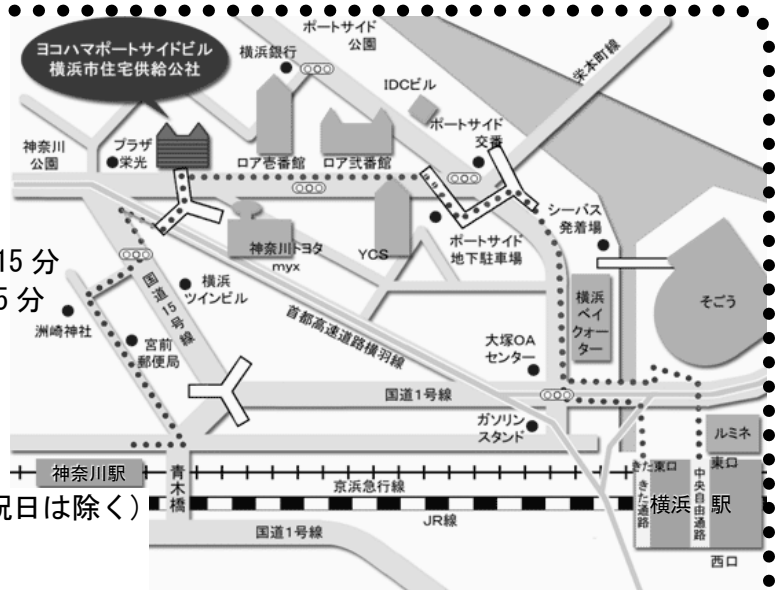 ポートサイド
公園
ヨコハマポートサイドビル
横浜市住宅供給公社
横浜銀行
栄本町線
IDCビル
ポートサイド
交番
神奈川
公園
プラザ
栄光
ロア壱番館
ロア弐番館
シーバス
発着場
15 分
5 分
神奈川トヨタ
myx
YCS
ポートサイド
地下駐車場
国道15号線
横浜
ツインビル
横浜
ベイ
クォー
ター
そごう
洲崎神社
宮前
郵便局
首都高速道路横羽線
大塚OA
センター
国道1号線
ガソリン
スタンド
ルミネ
神奈川駅
青木橋
京浜急行線
きた東口
きた通路
中央自由通路
東口
祝日は除く)
横浜 駅
JR線
国道1号線
西口